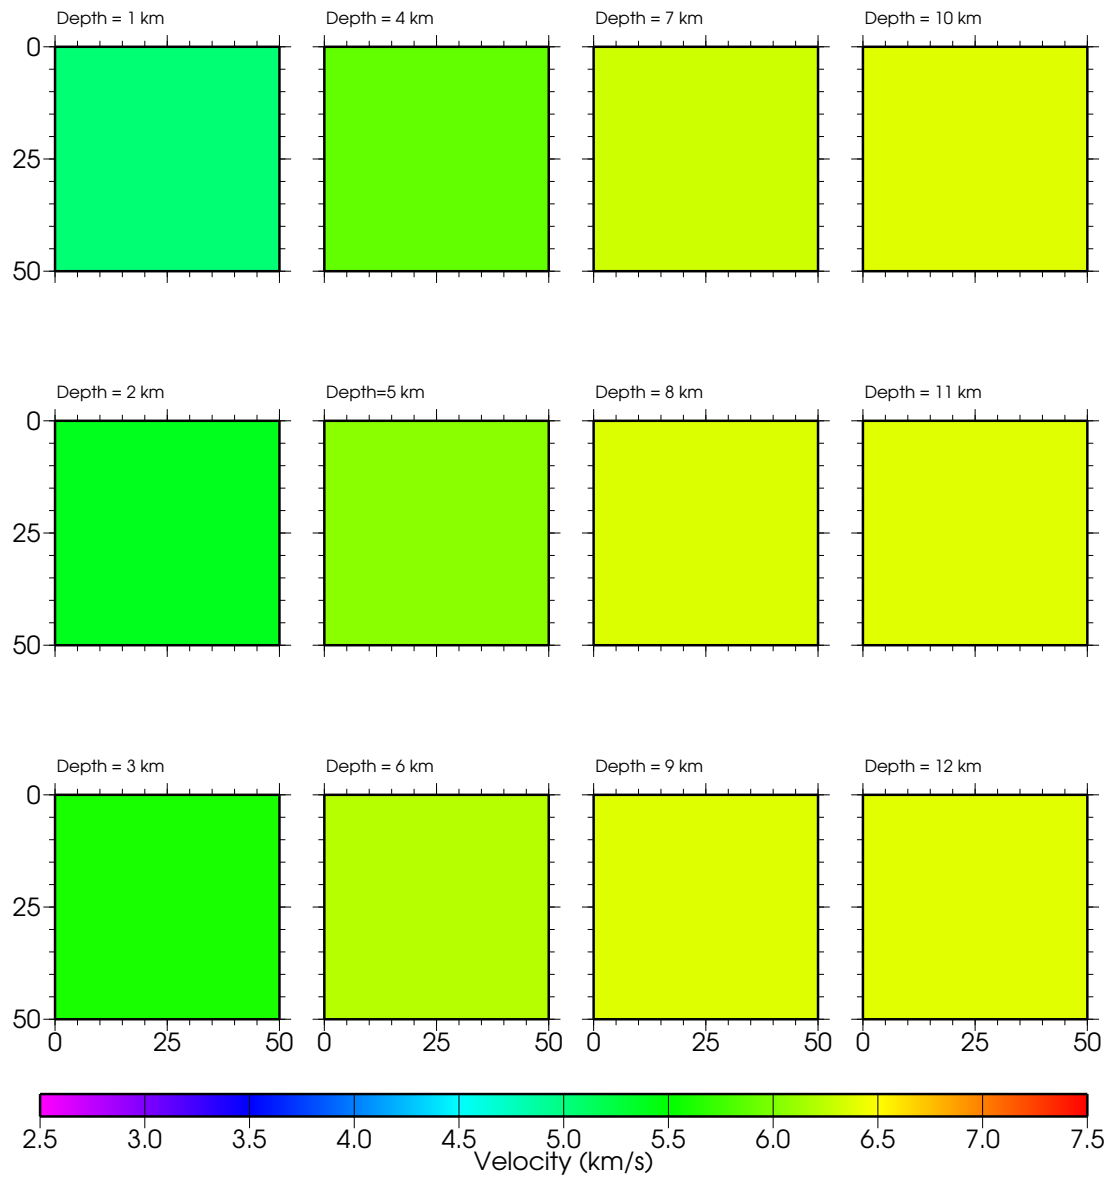 Depth = 1 km Depth = 4 km Depth = 7 km Depth = 10 km
0
25
50
Depth = 2 km Depth=5 km Depth = 8 km Depth = 11 km
0
25
50
Depth = 3 km Depth = 6 km Depth = 9 km Depth = 12 km
0
25
50
0 25 50 0 25 50 0 25 50 0 25 50
2.5 3.0 3.5 4.0 4.5 5.0 5.5 6.0 6.5 7.0 7.5
Velocity (km/s)